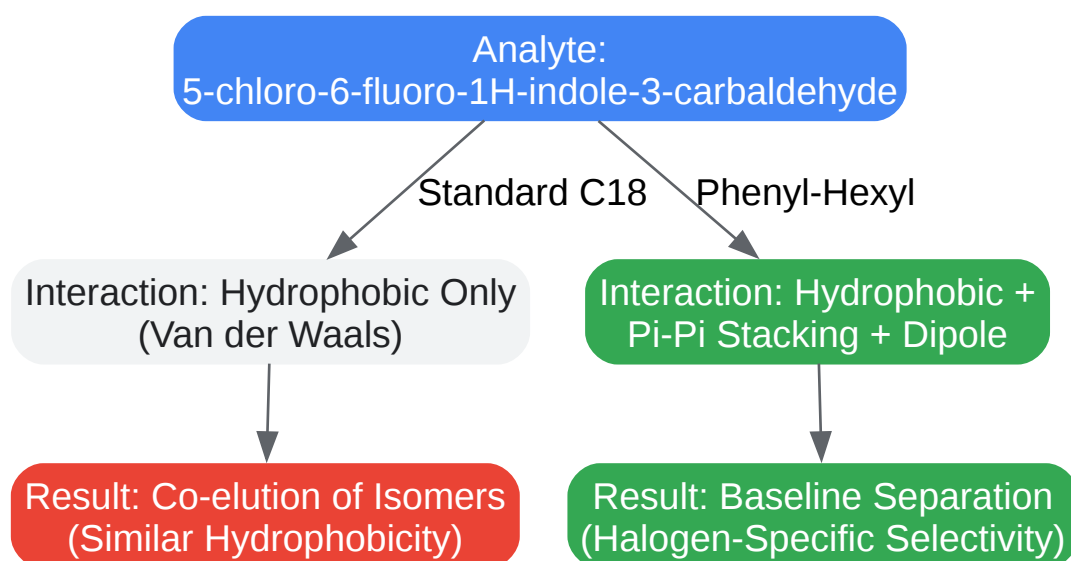 Analyte:
5-chloro-6-fluoro-1H-indole-3-carbaldehyde
Standard C18
Phenyl-Hexyl
Interaction: Hydrophobic Only
(Van der Waals)
Interaction: Hydrophobic +
Pi-Pi Stacking + Dipole
Result: Co-elution of Isomers
(Similar Hydrophobicity)
Result: Baseline Separation
(Halogen-Specific Selectivity)